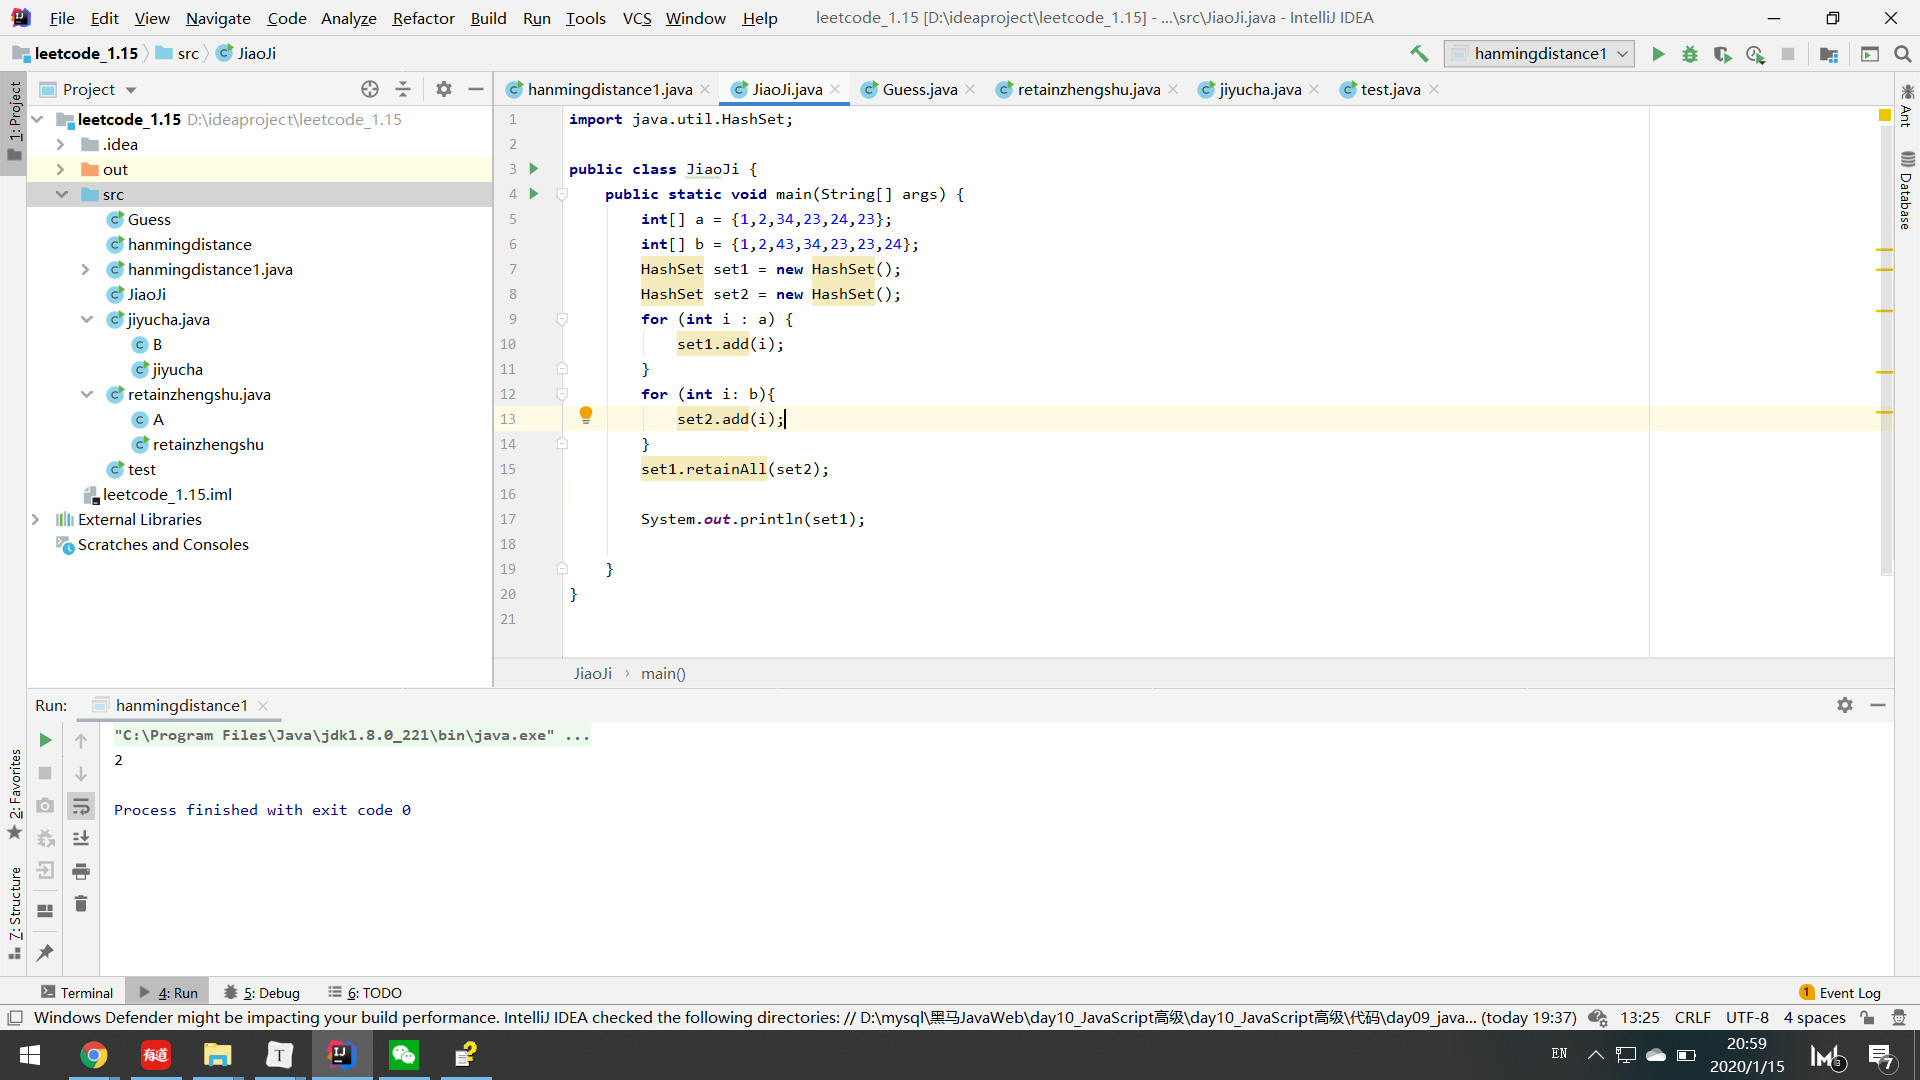 File Edit View Navigate Code Analyze Refactor Build Run Tools VCS Window Help leetcode_1.15 [D:\ideaproject\leetcode_1.15] - ...\src\JiaoJi.java - IntelliJ IDEA
leetcode_1.15 src JiaoJi hanmingdistance1
Project hanmingdistance1.java JiaoJi.java Guess.java retainzhengshu.java jiyucha.java test.java
1: Project
leetcode_1.15 D:\ideaproject\leetcode_1.15
.idea
out
src
Guess
hanmingdistance
hanmingdistance1.java
JiaoJi
jiyucha.java
B
jiyucha
retainzhengshu.java
A
retainzhengshu
test
leetcode_1.15.iml
External Libraries
Scratches and Consoles
1 import java.util.HashSet;
2
3 public class JiaoJi {
4 public static void main(String[] args) {
5 int[] a = {1,2,34,23,24,23};
6 int[] b = {1,2,43,34,23,23,24};
7 HashSet set1 = new HashSet();
8 HashSet set2 = new HashSet();
9 for (int i : a) {
10 set1.add(i);
11 }
12 for (int i: b){
13 set2.add(i);
14 }
15 set1.retainAll(set2);
16
17 System.out.println(set1);
18
19 }
20 }
21
JiaoJi › main()
Ant
Database
Run: hanmingdistance1
"C:\Program Files\Java\jdk1.8.0_221\bin\java.exe" ...
2
Process finished with exit code 0
2: Favorites
7: Structure
Terminal 4: Run 5: Debug 6: TODO 1 Event Log
Windows Defender might be impacting your build performance. IntelliJ IDEA checked the following directories: // D:\mysql\黑马JavaWeb\day10_JavaScript高级\day10_JavaScript高级\代码\day09_java... (today 19:37) 13:25 CRLF UTF-8 4 spaces
有道 T IJ EN 20:59 3 7
2020/1/15